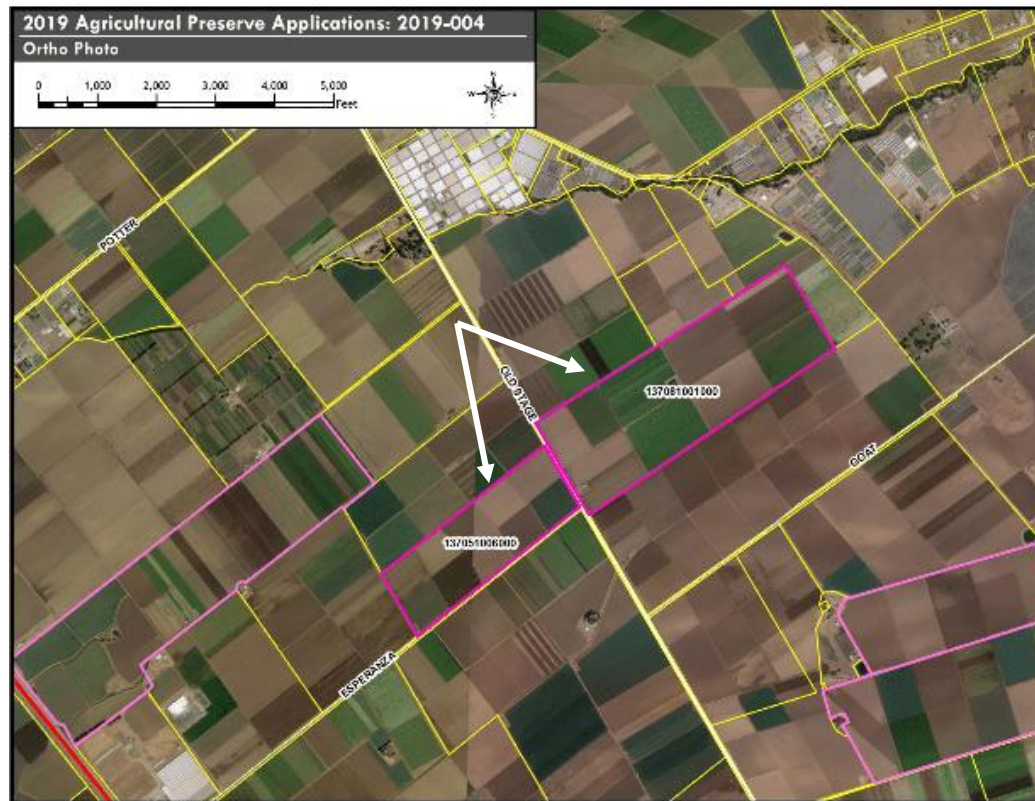 2019 Agricultural Preserve Applications: 2019-004
Ortho Photo
0 1,000 2,000 3,000 4,000 5,000
Feet
N
W E
S
POTTER
OLD STAGE
137081001000
GOAT
137051006000
ESPERANZA